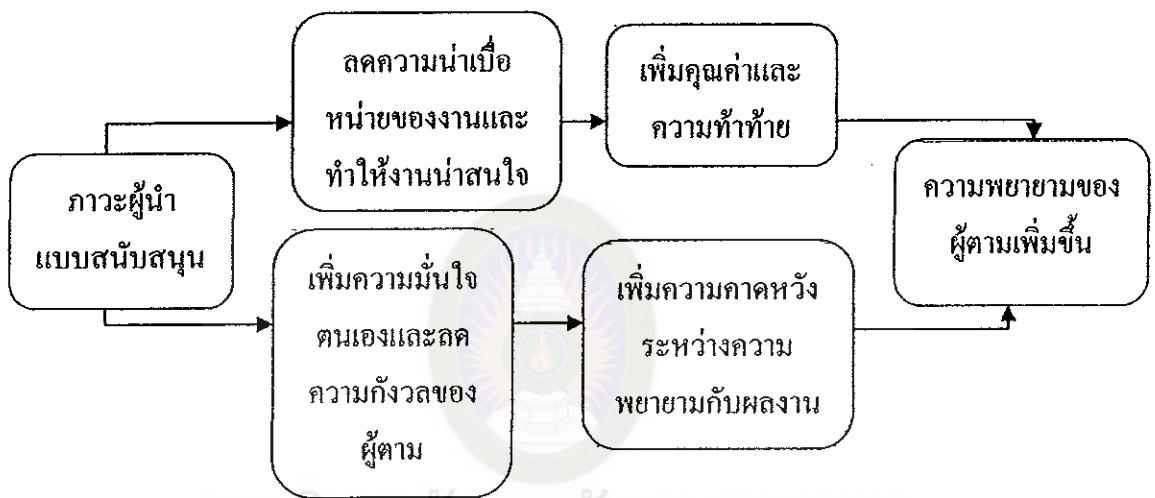 ภาวะผู้นำ
แบบสนับสนุน
ลดความน่าเบื่อ
หน่ายของงานและ
ทำให้งานน่าสนใจ
เพิ่มคุณค่าและ
ความท้าท้าย
เพิ่มความมั่นใจ
ตนเองและลด
ความกังวลของ
ผู้ตาม
เพิ่มความคาดหวัง
ระหว่างความ
พยายามกับผลงาน
ความพยายามของ
ผู้ตามเพิ่มขึ้น